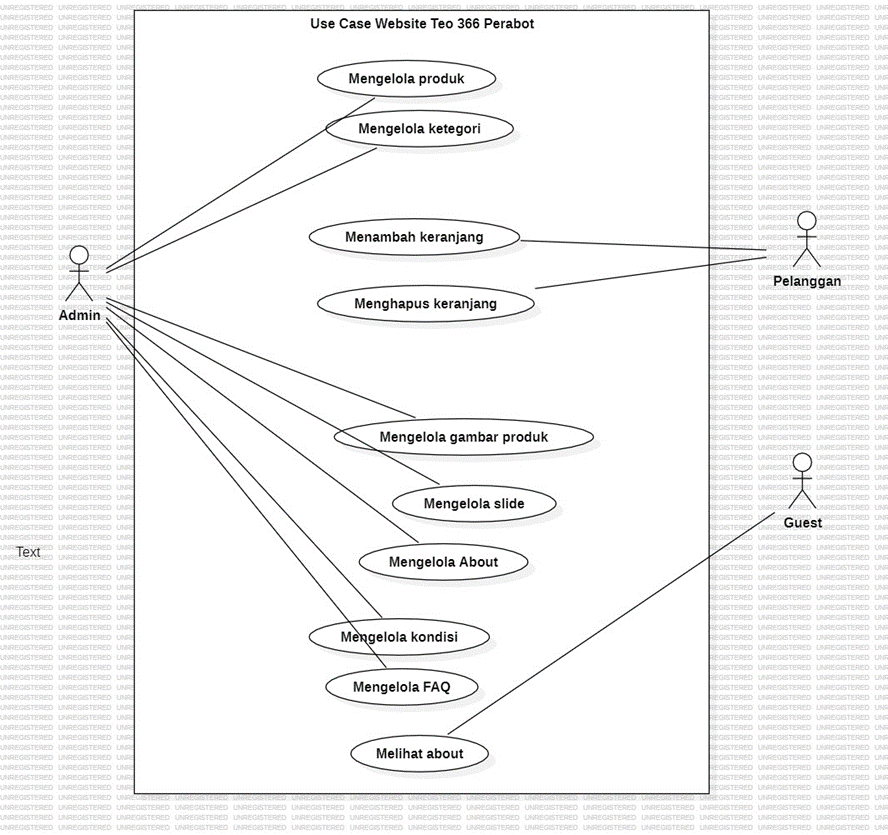 Use Case Website Teo 366 Perabot
Mengelola produk
Mengelola ketegori
Menambah keranjang
Pelanggan
Menghapus keranjang
Admin
Mengelola gambar produk
Mengelola slide
Guest
Text
Mengelola About
Mengelola kondisi
Mengelola FAQ
Melihat about
UNREGISTERED